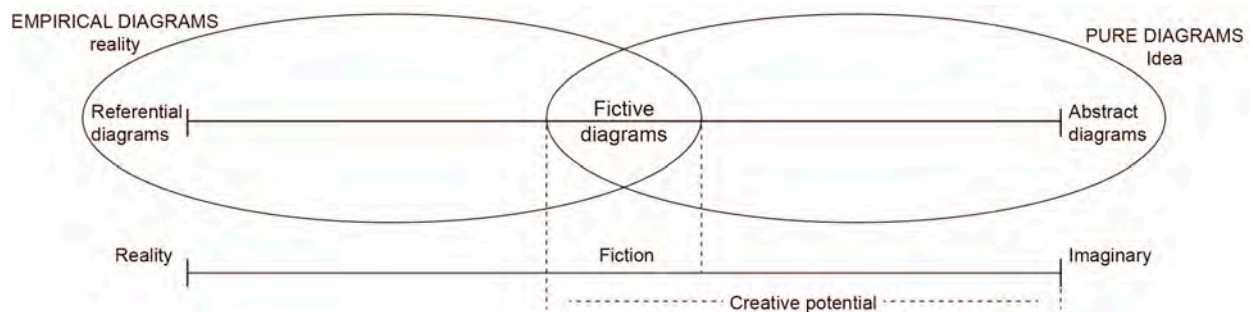 EMPIRICAL DIAGRAMS
reality
PURE DIAGRAMS
Idea
Referential
diagrams
Fictive
diagrams
Abstract
diagrams
Reality
Fiction
Imaginary
Creative potential